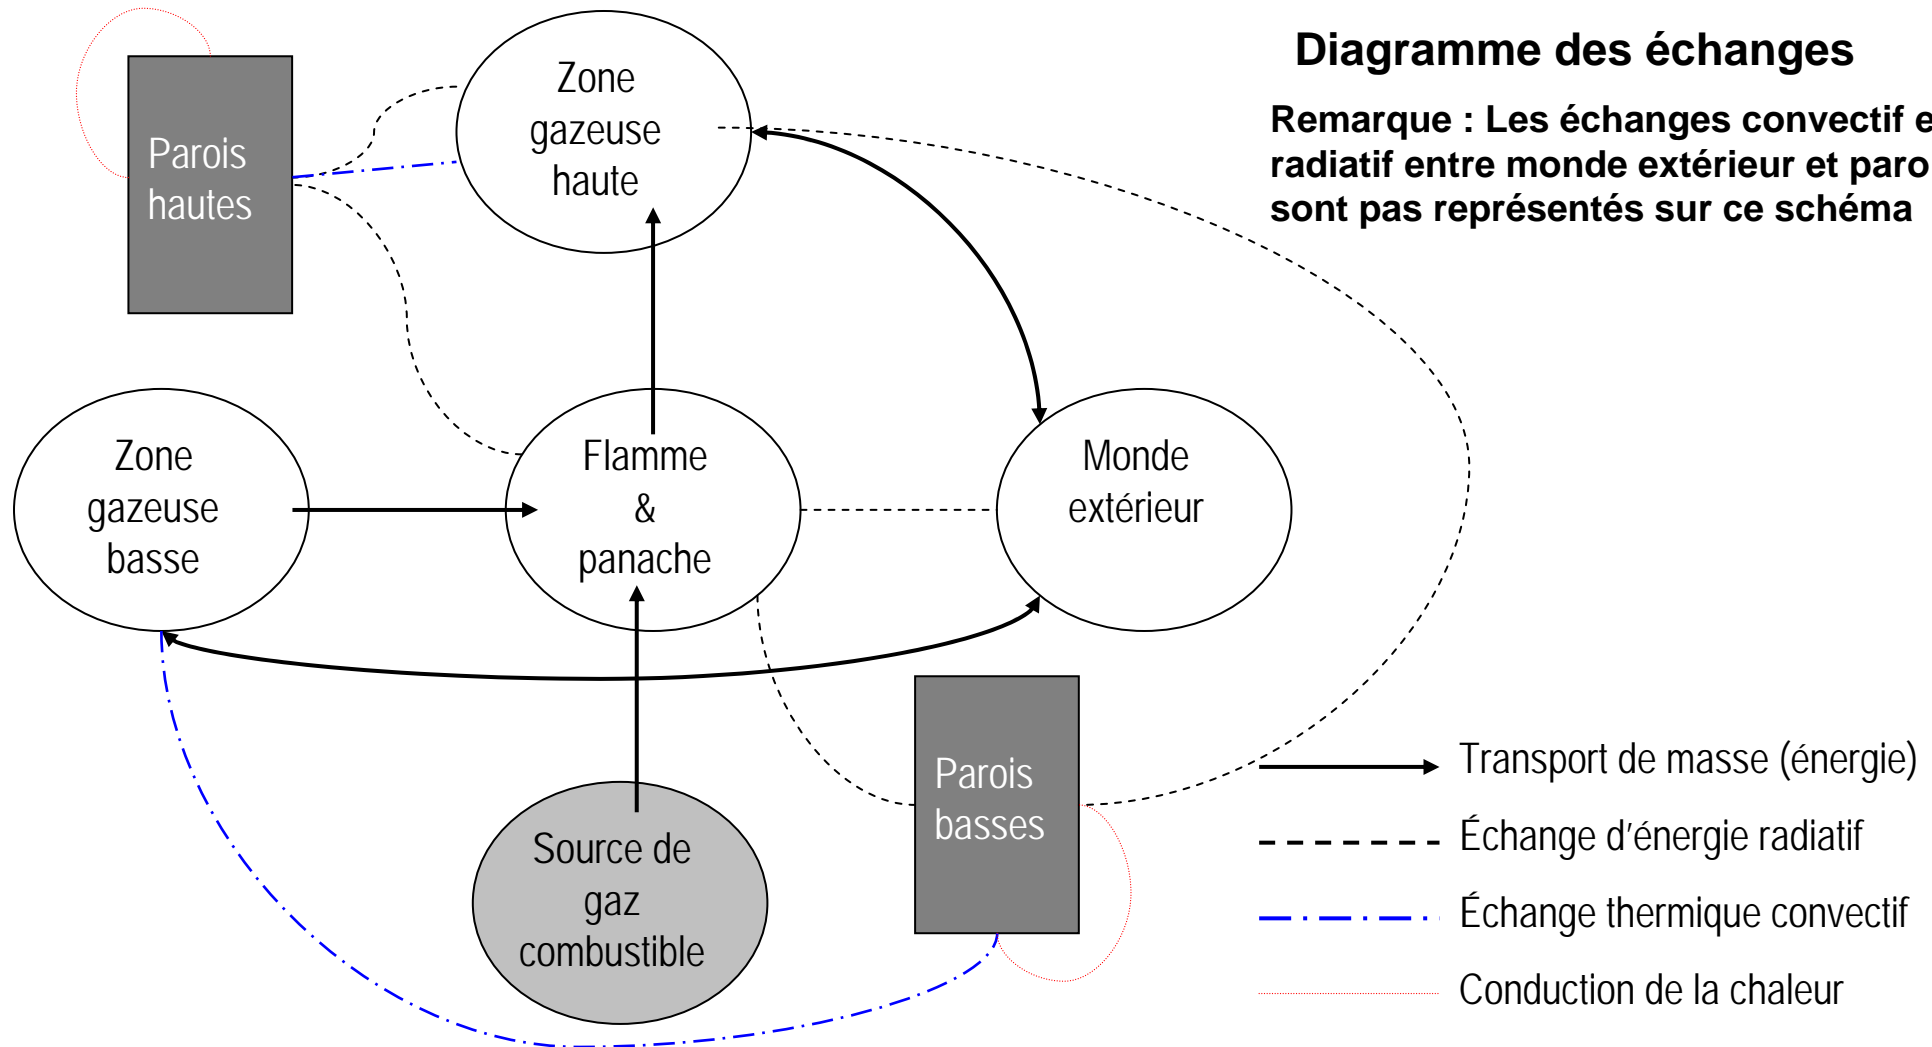 Diagramme des échanges
Remarque : Les échanges convectif e
radiatif entre monde extérieur et paro
sont pas représentés sur ce schéma
Zone
gazeuse
haute
Parois
hautes
Zone
gazeuse
basse
Flamme
&
panache
Monde
extérieur
Parois
basses
Source de
gaz
combustible
Transport de masse (énergie)
Échange d’énergie radiatif
Échange thermique convectif
Conduction de la chaleur